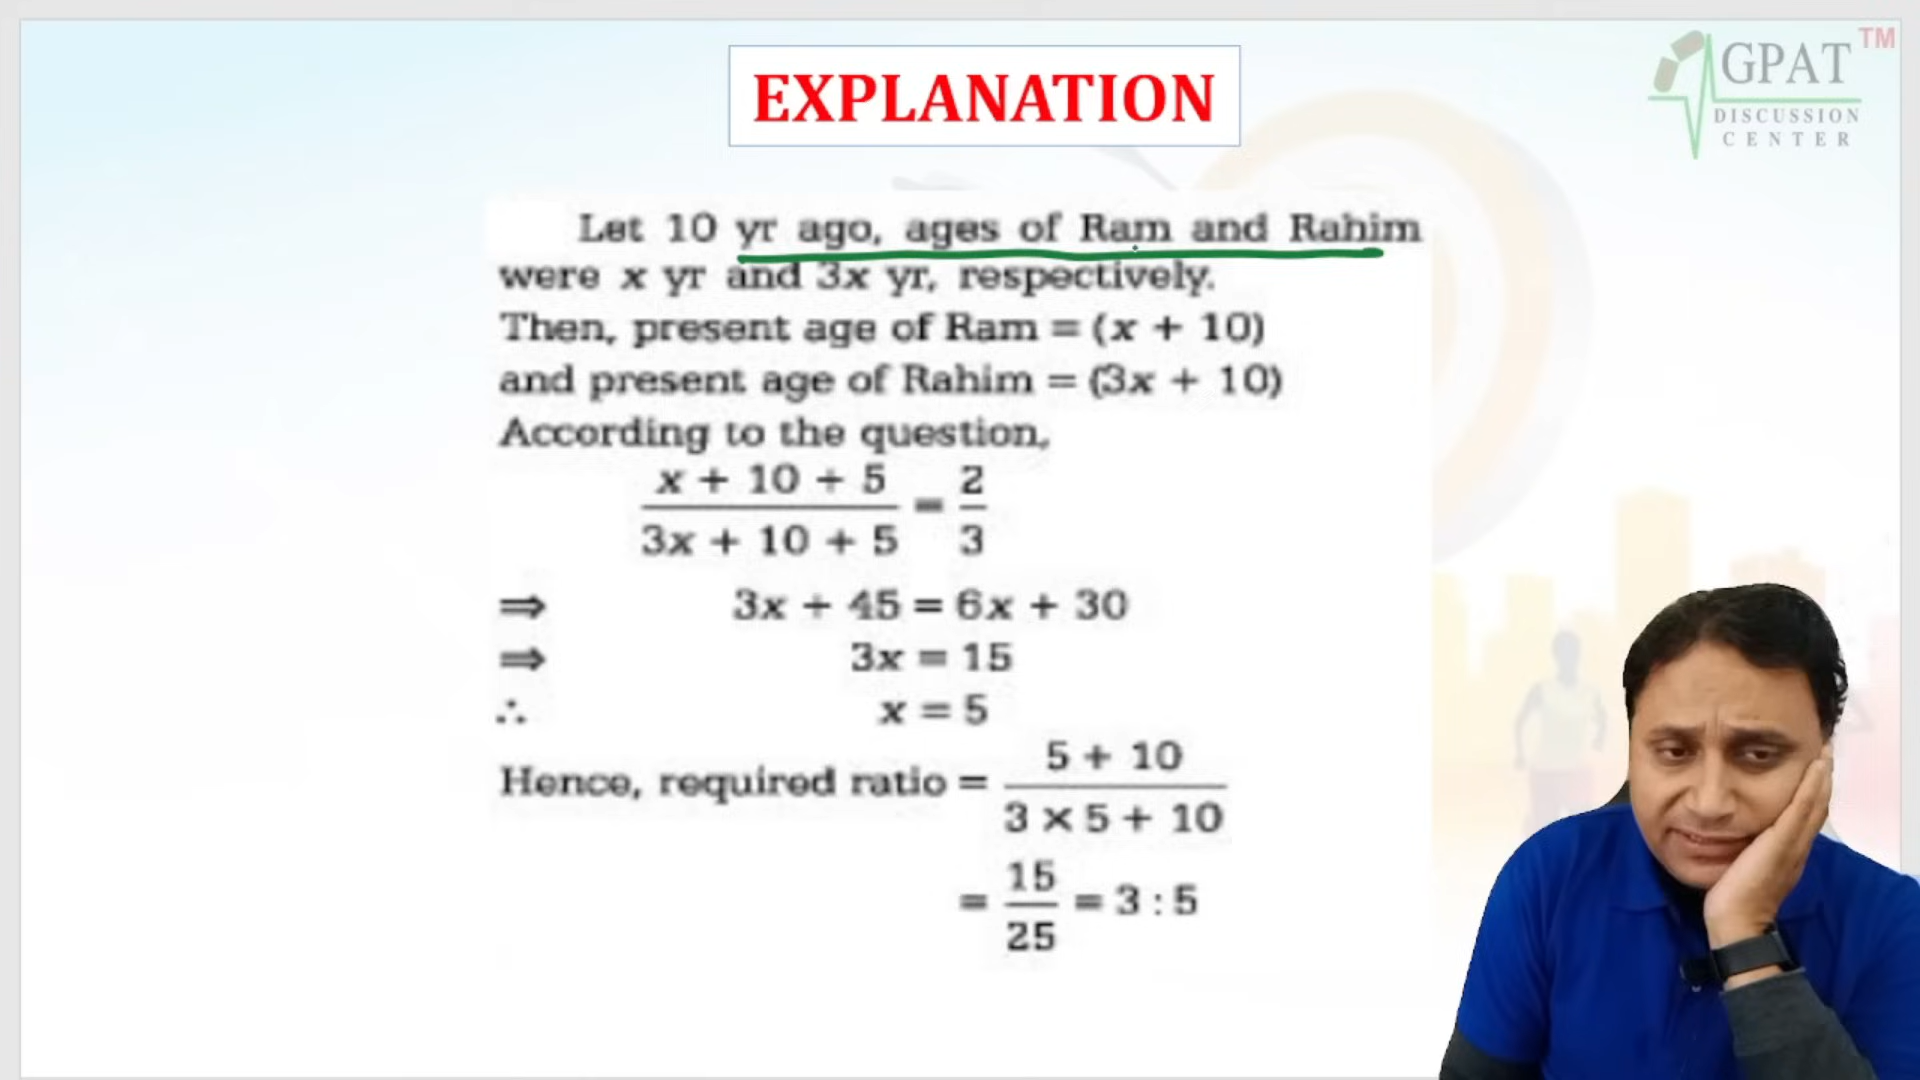 EXPLANATION
GPAT TM
DISCUSSION
CENTER
Let 10 yr ago, ages of Ram and Rahim
were x yr and 3x yr, respectively.
Then, present age of Ram = (x + 10)
and present age of Rahim = (3x + 10)
According to the question,
x + 10 + 5
3x + 10 + 5
= 2
3
⇒ 3x + 45 = 6x + 30
⇒ 3x = 15
∴ x = 5
Hence, required ratio = 5 + 10
3 × 5 + 10
= 15
25
= 3 : 5